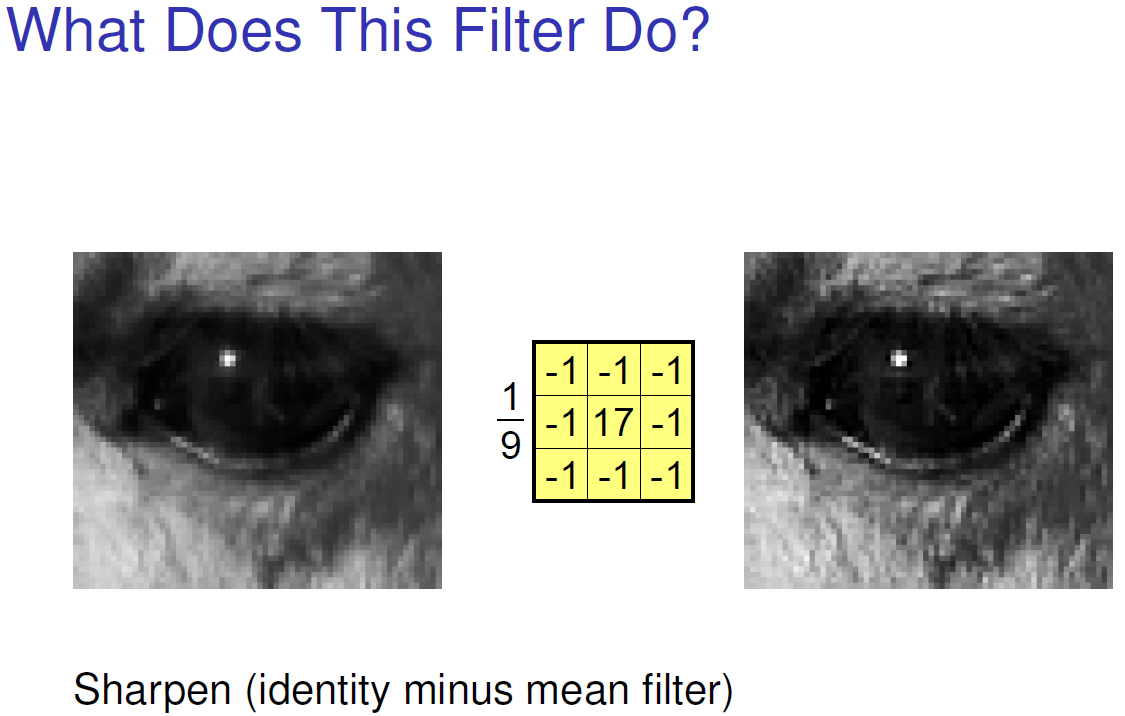 What Does This Filter Do?
1
9
-1 -1 -1
-1 17 -1
-1 -1 -1
Sharpen (identity minus mean filter)